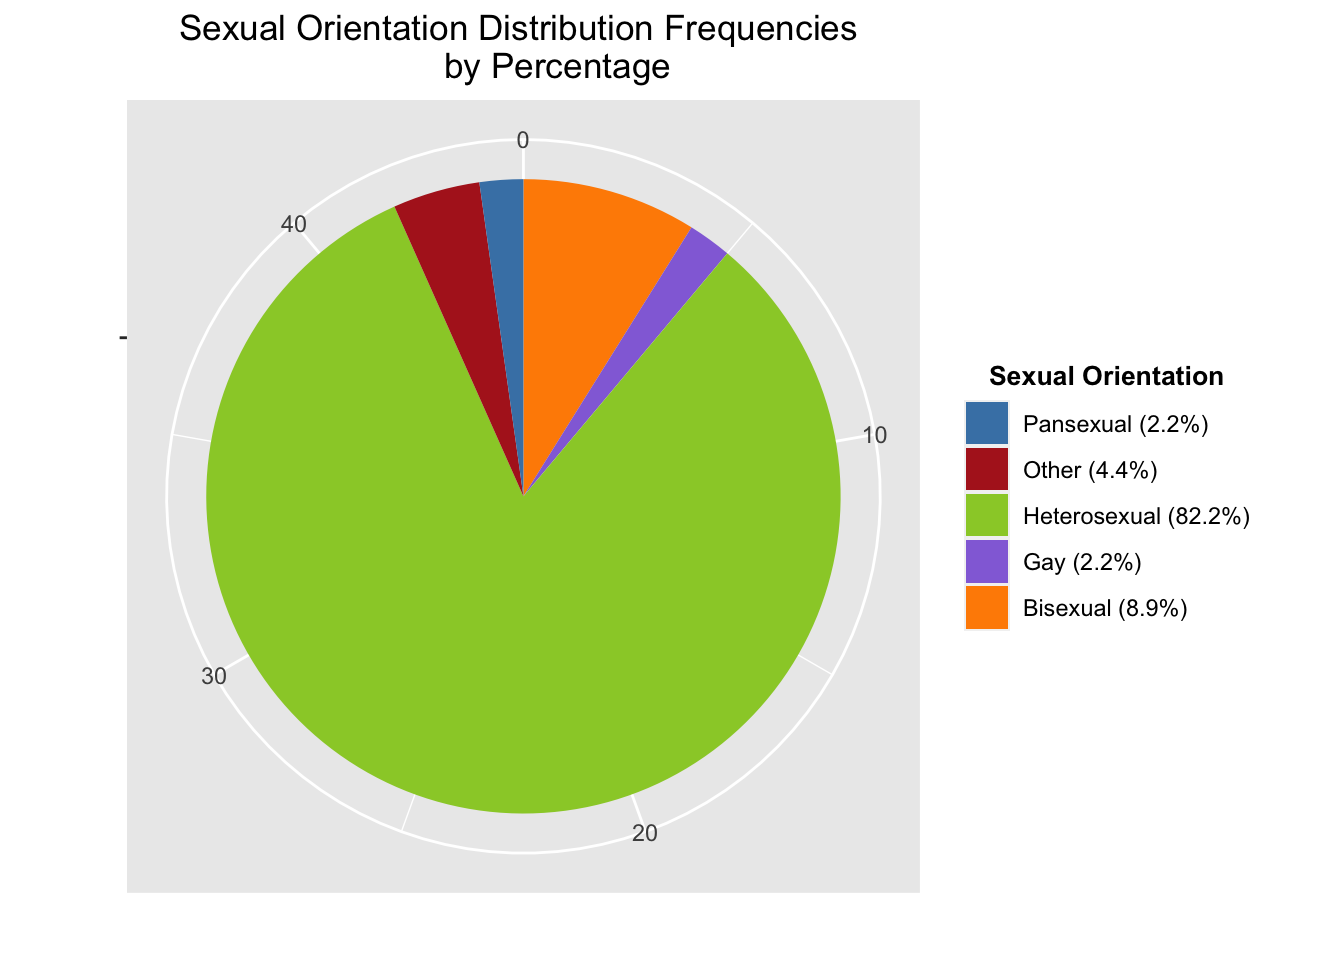 Sexual Orientation Distribution Frequencies
by Percentage
0
40
10
30
20
Sexual Orientation
Pansexual (2.2%)
Other (4.4%)
Heterosexual (82.2%)
Gay (2.2%)
Bisexual (8.9%)